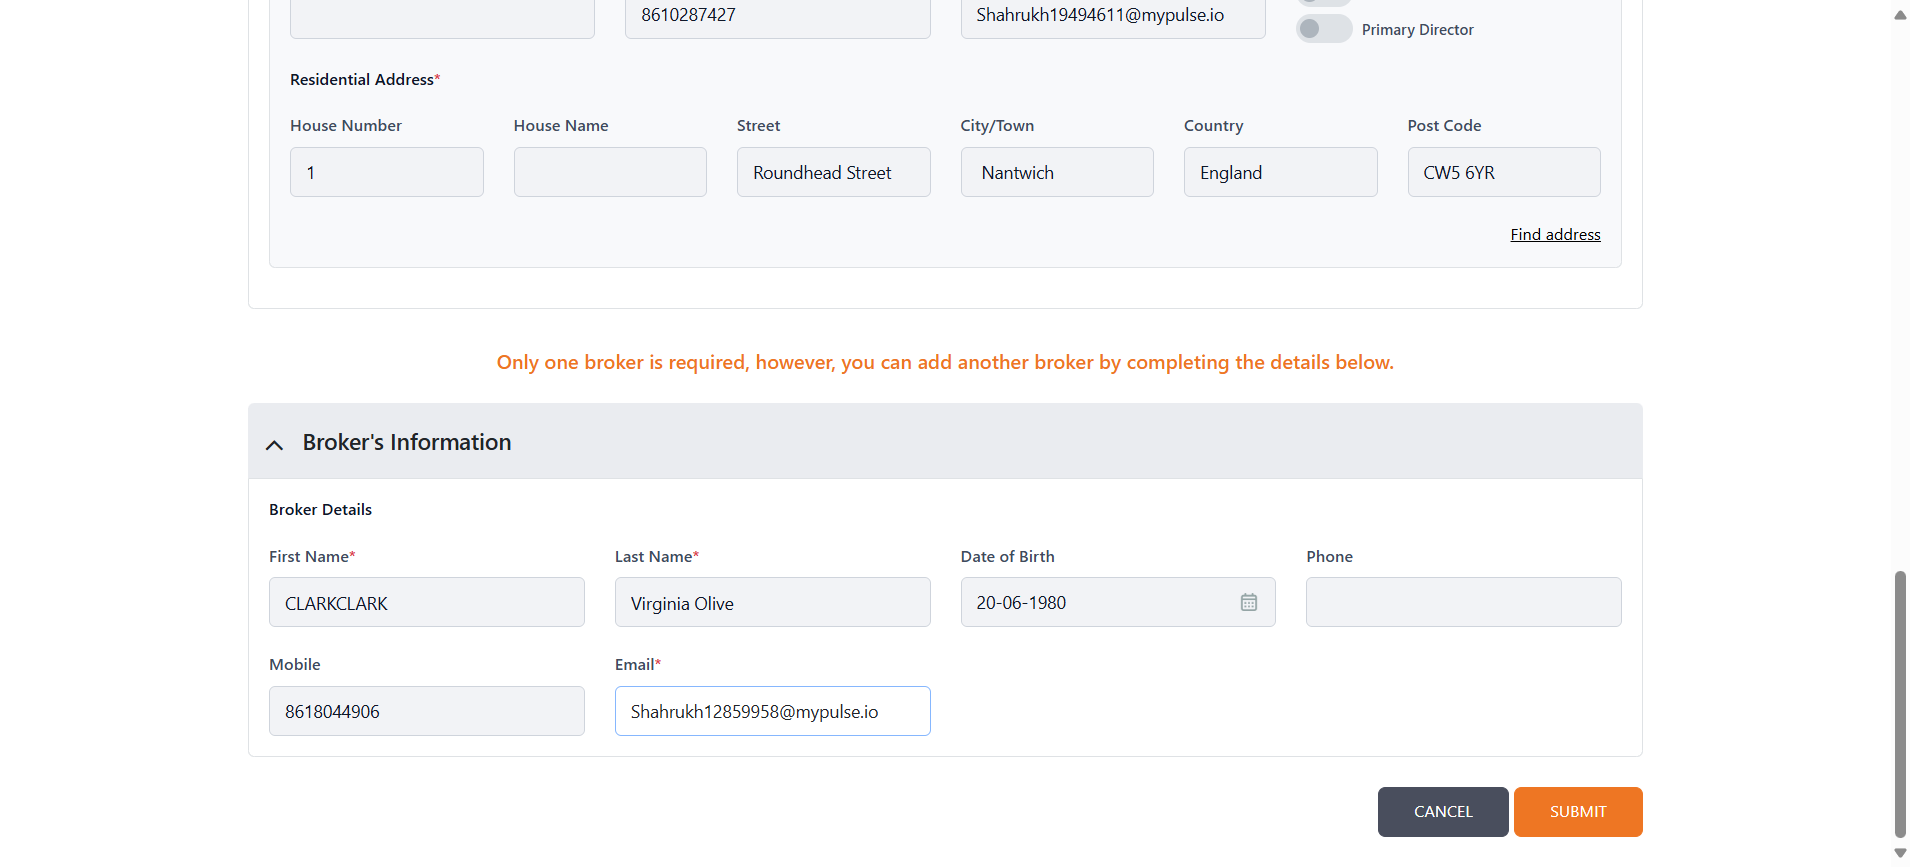 8610287427
Shahrukh19494611@mypulse.io
Primary Director
Residential Address*
House Number House Name Street City/Town Country Post Code
1 Roundhead Street Nantwich England CW5 6YR
Find address
Only one broker is required, however, you can add another broker by completing the details below.
Broker's Information
Broker Details
First Name* Last Name* Date of Birth Phone
CLARKCLARK Virginia Olive 20-06-1980
Mobile Email*
8618044906 Shahrukh12859958@mypulse.io
CANCEL SUBMIT